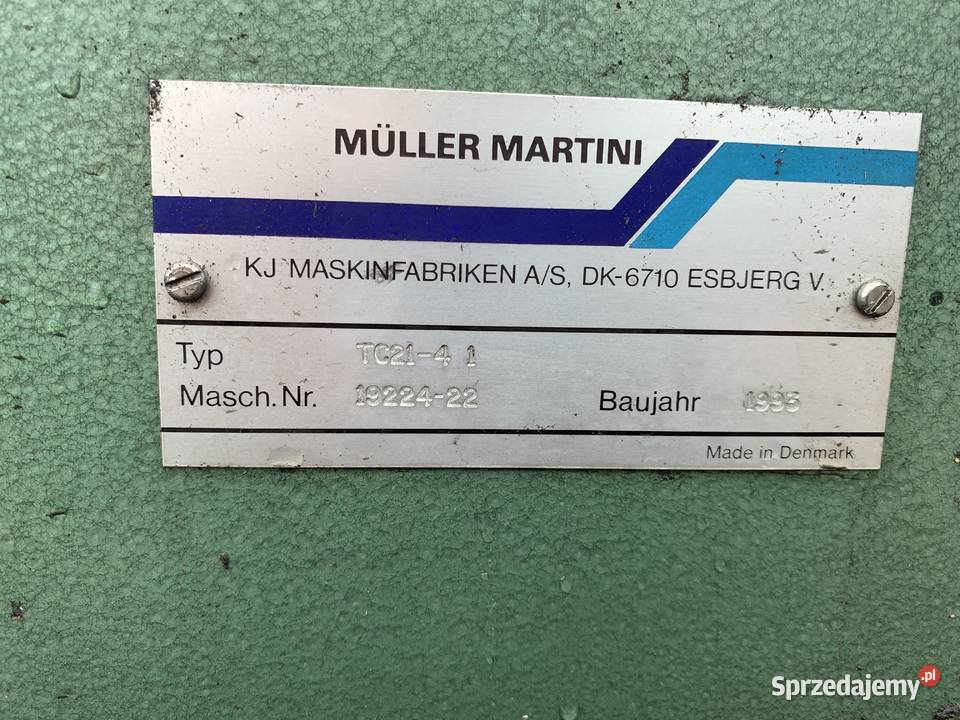 MÜLLER MARTINI
KJ MASKINFABRIKEN A/S, DK-6710 ESBJERG V.
Typ TC21-4 1
Masch.Nr. 19224-22 Baujahr 1993
Made in Denmark
Sprzedajemy.pl